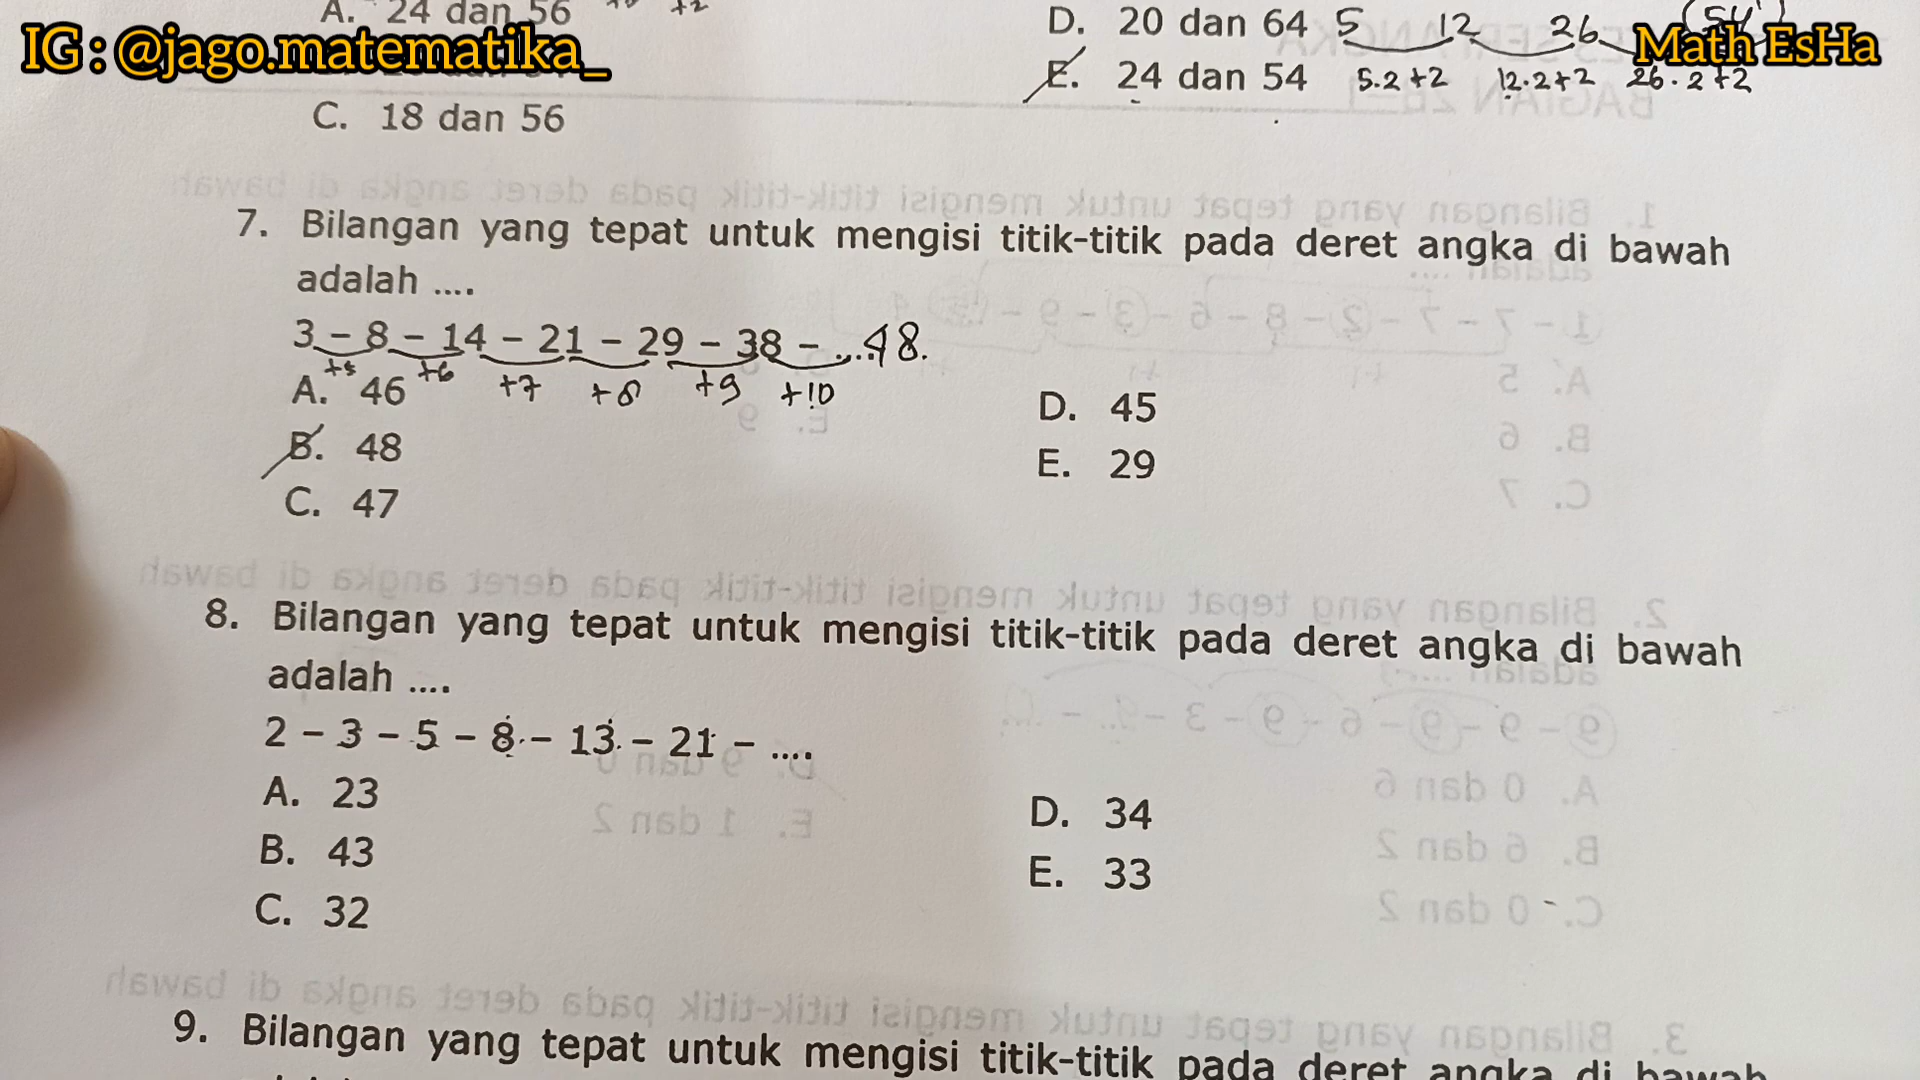 A. 24 dan 56 +2
D. 20 dan 64 5 12 26 (54)
IG : @jago.matematika_
Math EsHa
E. 24 dan 54 5.2+2 12.2+2 26.2+2
C. 18 dan 56
7. Bilangan yang tepat untuk mengisi titik-titik pada deret angka di bawah
adalah ....
3 – 8 – 14 – 21 – 29 – 38 – ....48.
+5 +6 +7 +8 +9 +10
A. 46
B. 48
C. 47
D. 45
E. 29
8. Bilangan yang tepat untuk mengisi titik-titik pada deret angka di bawah
adalah ....
2 – 3 – 5 – 8 – 13 – 21 – ....
A. 23
B. 43
C. 32
D. 34
E. 33
9. Bilangan yang tepat untuk mengisi titik-titik pada deret angka di bawah